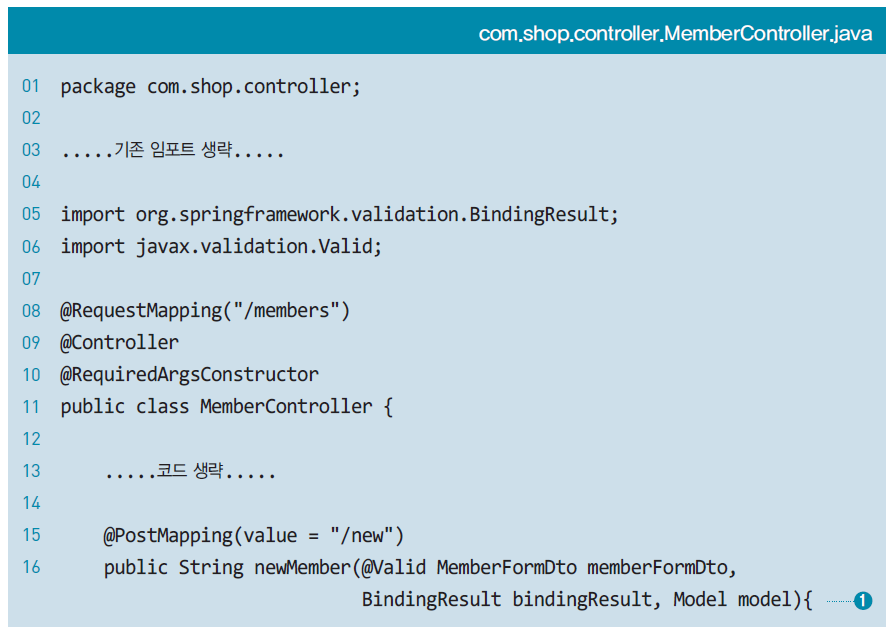 com.shop.controller.MemberController.java
01 package com.shop.controller;
02
03 .....기존 임포트 생략.....
04
05 import org.springframework.validation.BindingResult;
06 import javax.validation.Valid;
07
08 @RequestMapping("/members")
09 @Controller
10 @RequiredArgsConstructor
11 public class MemberController {
12
13 .....코드 생략.....
14
15 @PostMapping(value = "/new")
16 public String newMember(@Valid MemberFormDto memberFormDto,
BindingResult bindingResult, Model model){ ❶